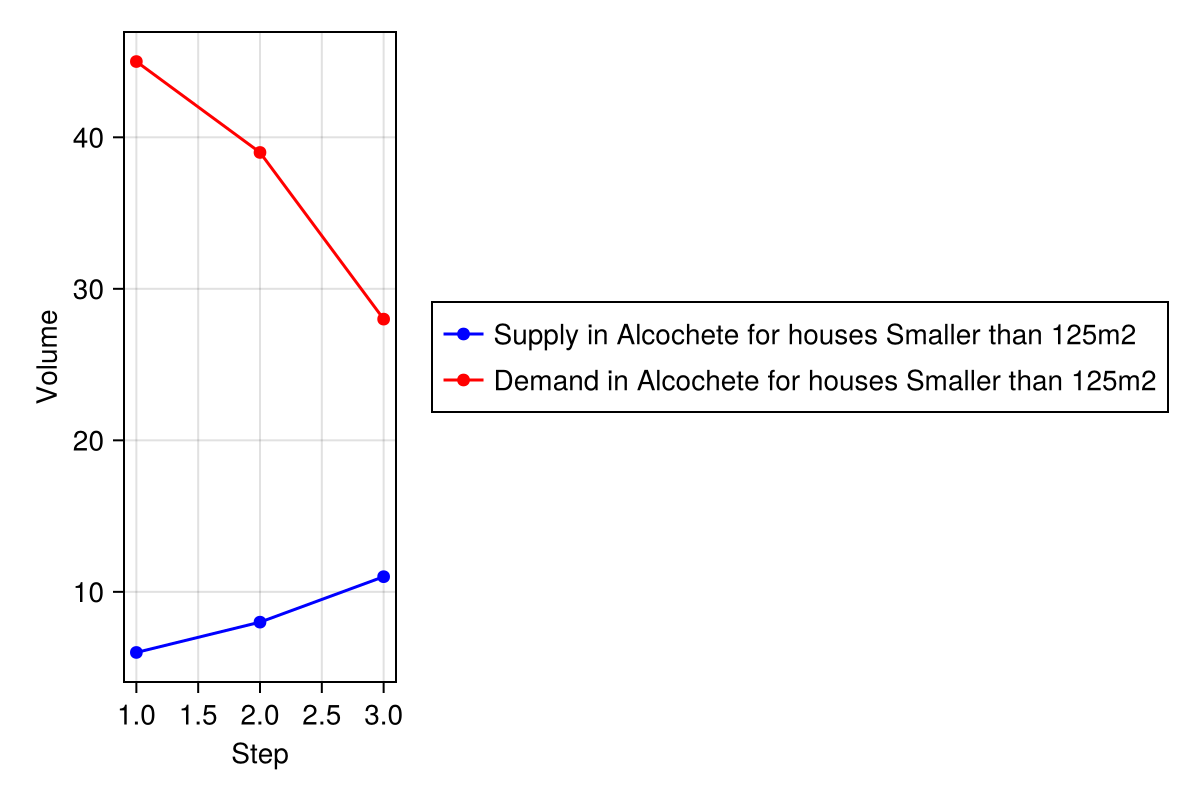 Volume
40
30
20
10
1.0 1.5 2.0 2.5 3.0
Step
Supply in Alcochete for houses Smaller than 125m2
Demand in Alcochete for houses Smaller than 125m2